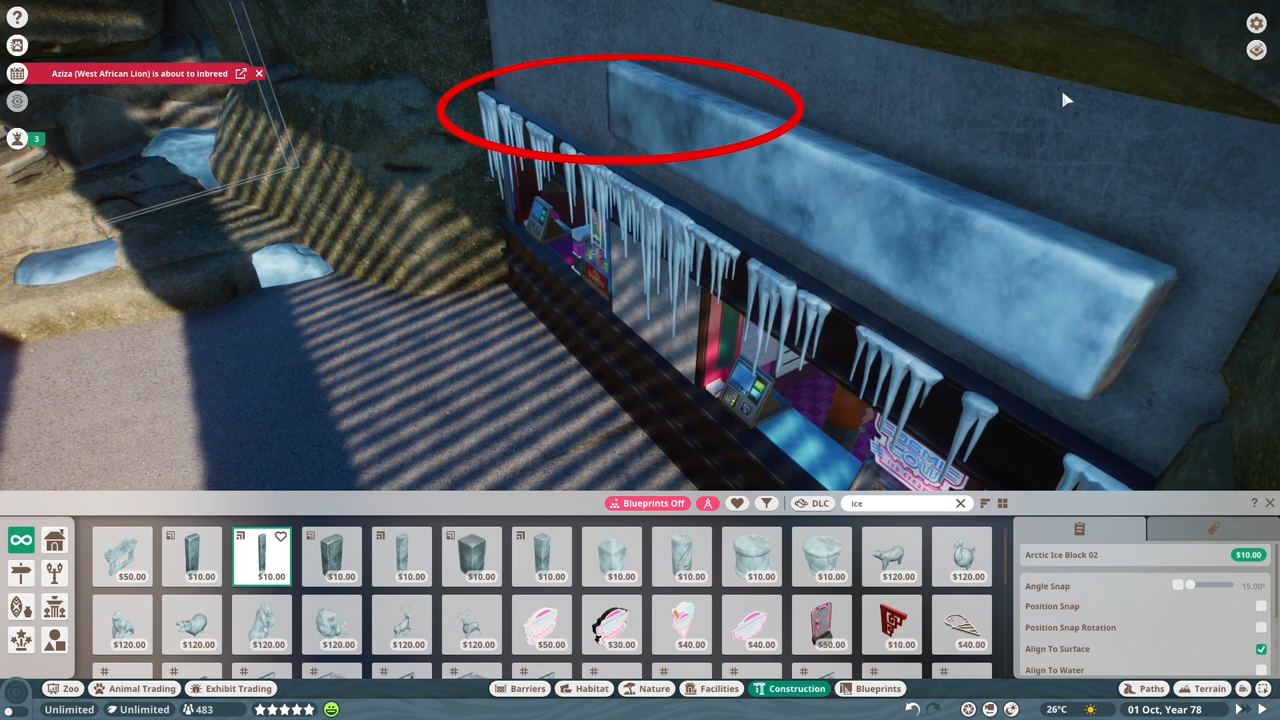 ?
Aziza (West African Lion) is about to inbreed
3
COSMIC
COW
Blueprints Off
DLC
ice
?
$50.00 $10.00 $10.00 $10.00 $10.00 $10.00 $10.00 $10.00 $10.00 $10.00 $10.00 $120.00 $120.00
Arctic Ice Block 02 $10.00
Angle Snap 15.00°
Position Snap
Position Snap Rotation
Align To Surface
Align To Water
$120.00 $120.00 $120.00 $120.00 $120.00 $120.00 $50.00 $30.00 $40.00 $40.00 $50.00 $10.00 $40.00
Zoo Animal Trading Exhibit Trading Barriers Habitat Nature Facilities Construction Blueprints Paths Terrain
Unlimited Unlimited 483 26°C 01 Oct, Year 78